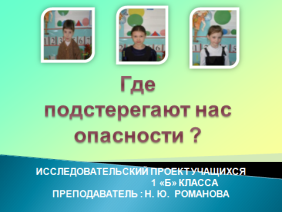 Где
подстерегают нас
опасности ?
ИССЛЕДОВАТЕЛЬСКИЙ ПРОЕКТ УЧАЩИХСЯ
1 «Б» КЛАССА
ПРЕПОДАВАТЕЛЬ : Н. Ю. РОМАНОВА